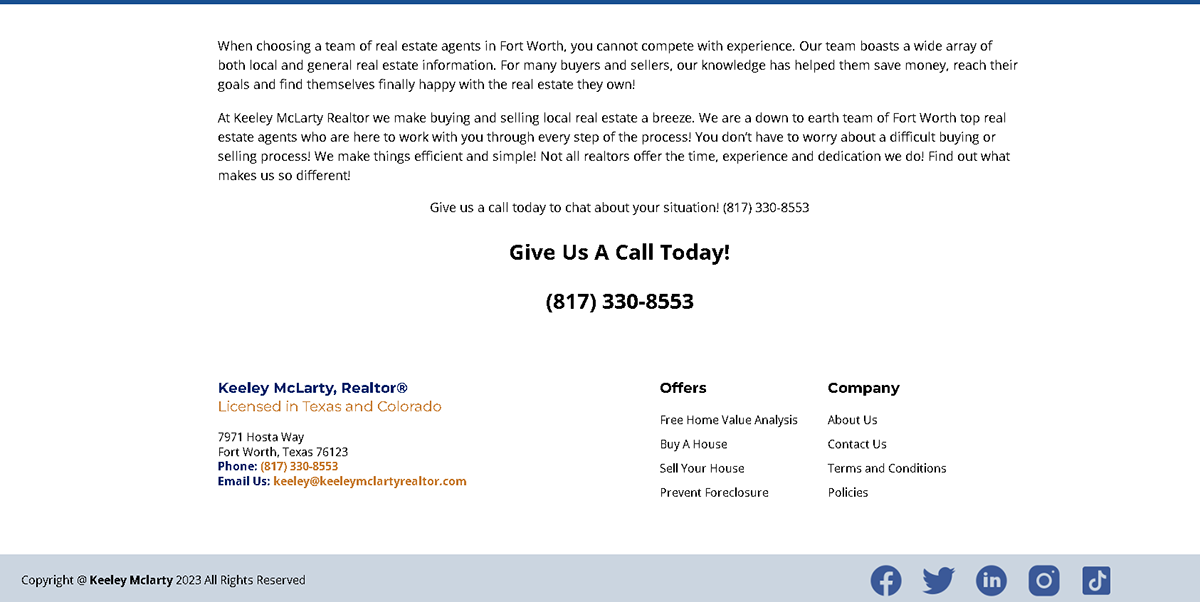 When choosing a team of real estate agents in Fort Worth, you cannot compete with experience. Our team boasts a wide array of
both local and general real estate information. For many buyers and sellers, our knowledge has helped them save money, reach their
goals and find themselves finally happy with the real estate they own!
At Keeley McLarty Realtor we make buying and selling local real estate a breeze. We are a down to earth team of Fort Worth top real
estate agents who are here to work with you through every step of the process! You don’t have to worry about a difficult buying or
selling process! We make things efficient and simple! Not all realtors offer the time, experience and dedication we do! Find out what
makes us so different!
Give us a call today to chat about your situation! (817) 330-8553
Give Us A Call Today!
(817) 330-8553
Keeley McLarty, Realtor®
Licensed in Texas and Colorado
7971 Hosta Way
Fort Worth, Texas 76123
Phone: (817) 330-8553
Email Us: keeley@keeleymclartyrealtor.com
Offers
Free Home Value Analysis
Buy A House
Sell Your House
Prevent Foreclosure
Company
About Us
Contact Us
Terms and Conditions
Policies
Copyright @ Keeley Mclarty 2023 All Rights Reserved